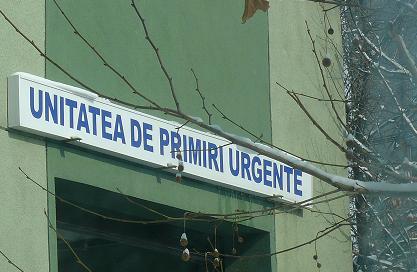 UNITATEA DE PRIMIRI URGENTE